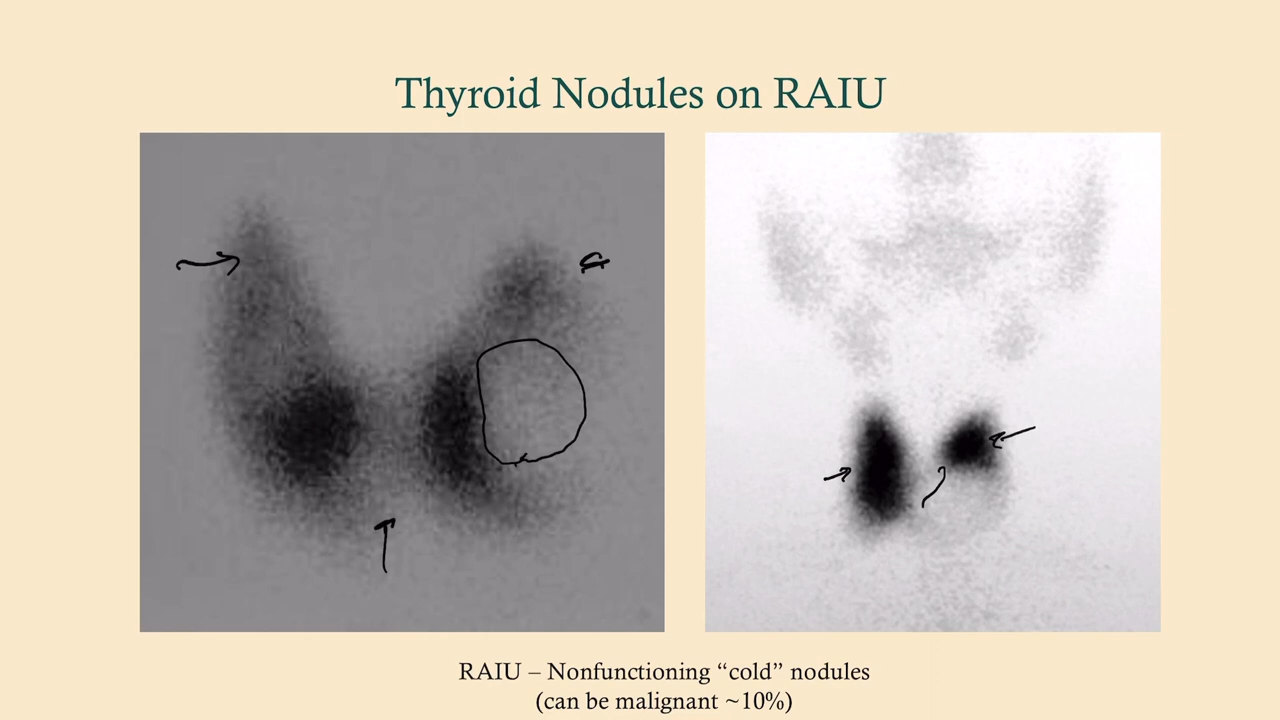 Thyroid Nodules on RAIU
RAIU – Nonfunctioning “cold” nodules
(can be malignant ~10%)